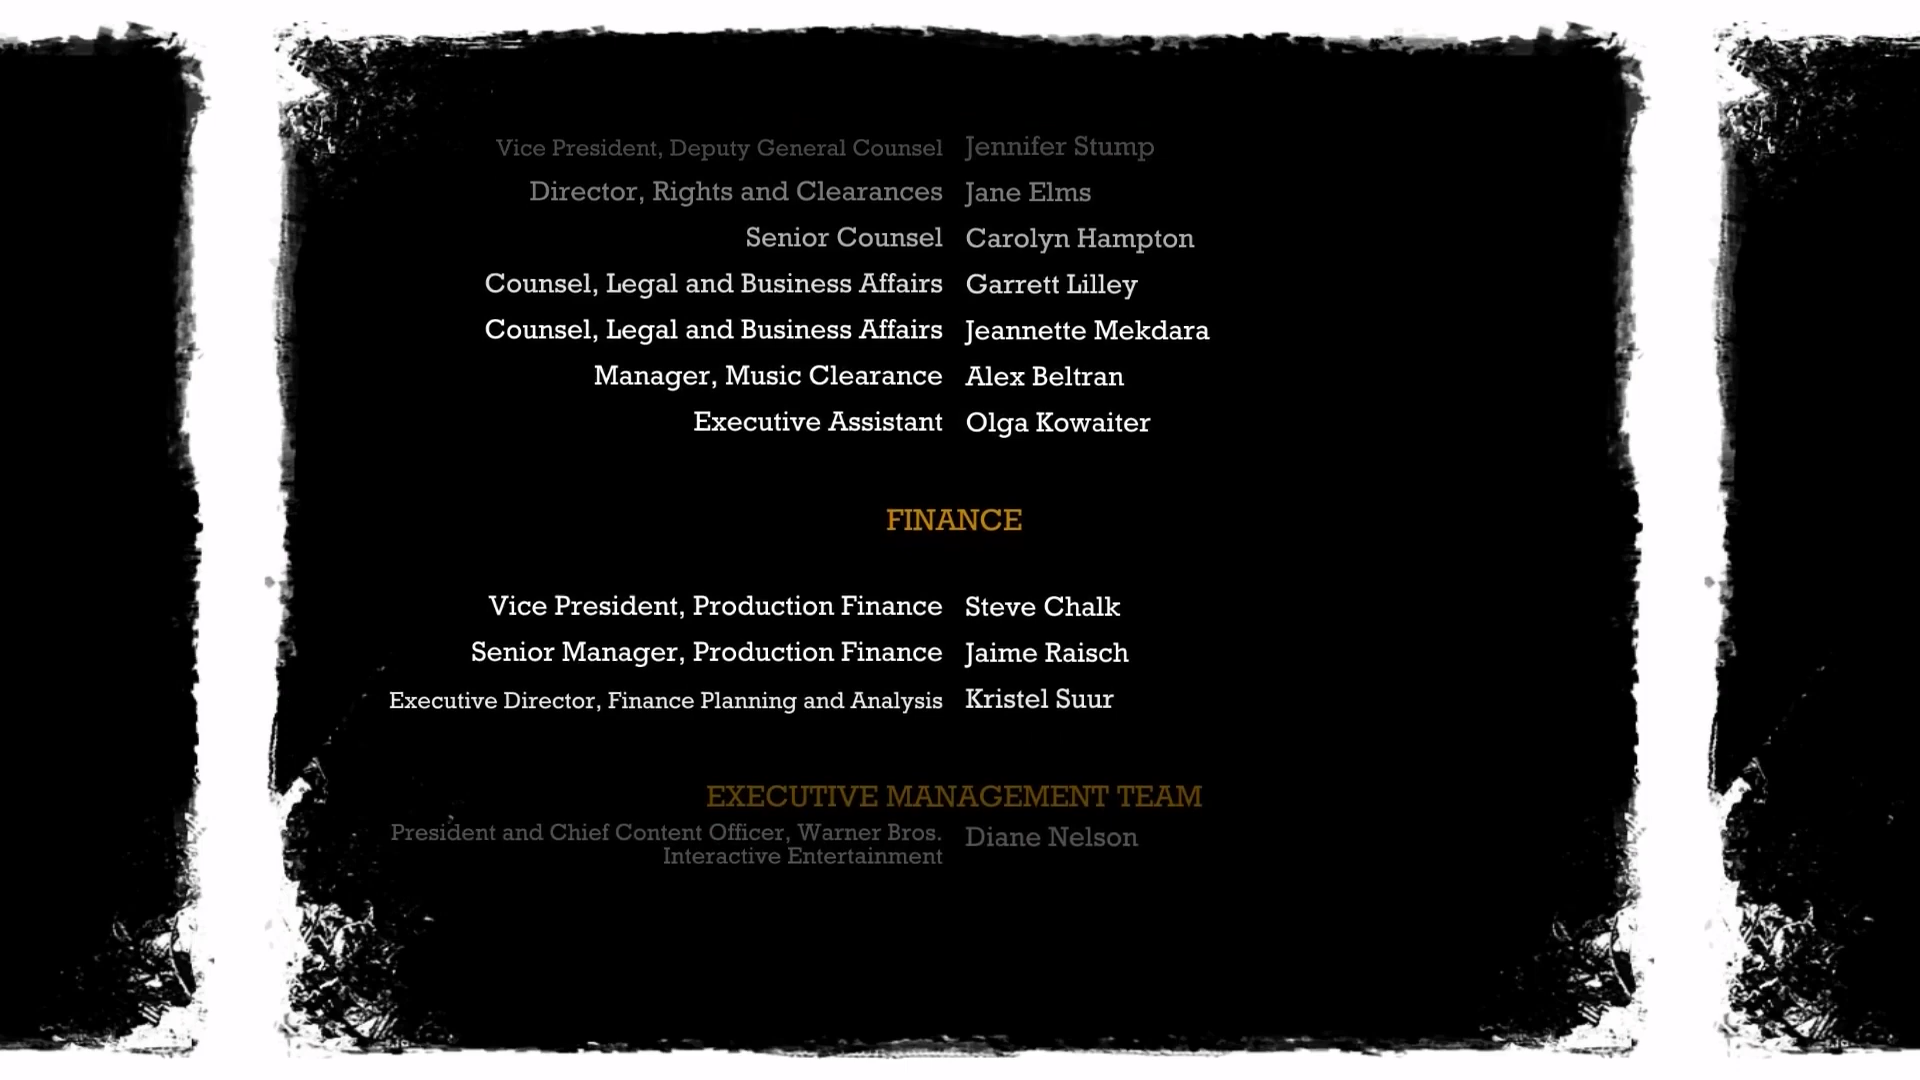 Vice President, Deputy General Counsel Jennifer Stump
Director, Rights and Clearances Jane Elms
Senior Counsel Carolyn Hampton
Counsel, Legal and Business Affairs Garrett Lilley
Counsel, Legal and Business Affairs Jeannette Mekdara
Manager, Music Clearance Alex Beltran
Executive Assistant Olga Kowaiter
FINANCE
Vice President, Production Finance Steve Chalk
Senior Manager, Production Finance Jaime Raisch
Executive Director, Finance Planning and Analysis Kristel Suur
EXECUTIVE MANAGEMENT TEAM
President and Chief Content Officer, Warner Bros. Diane Nelson
Interactive Entertainment